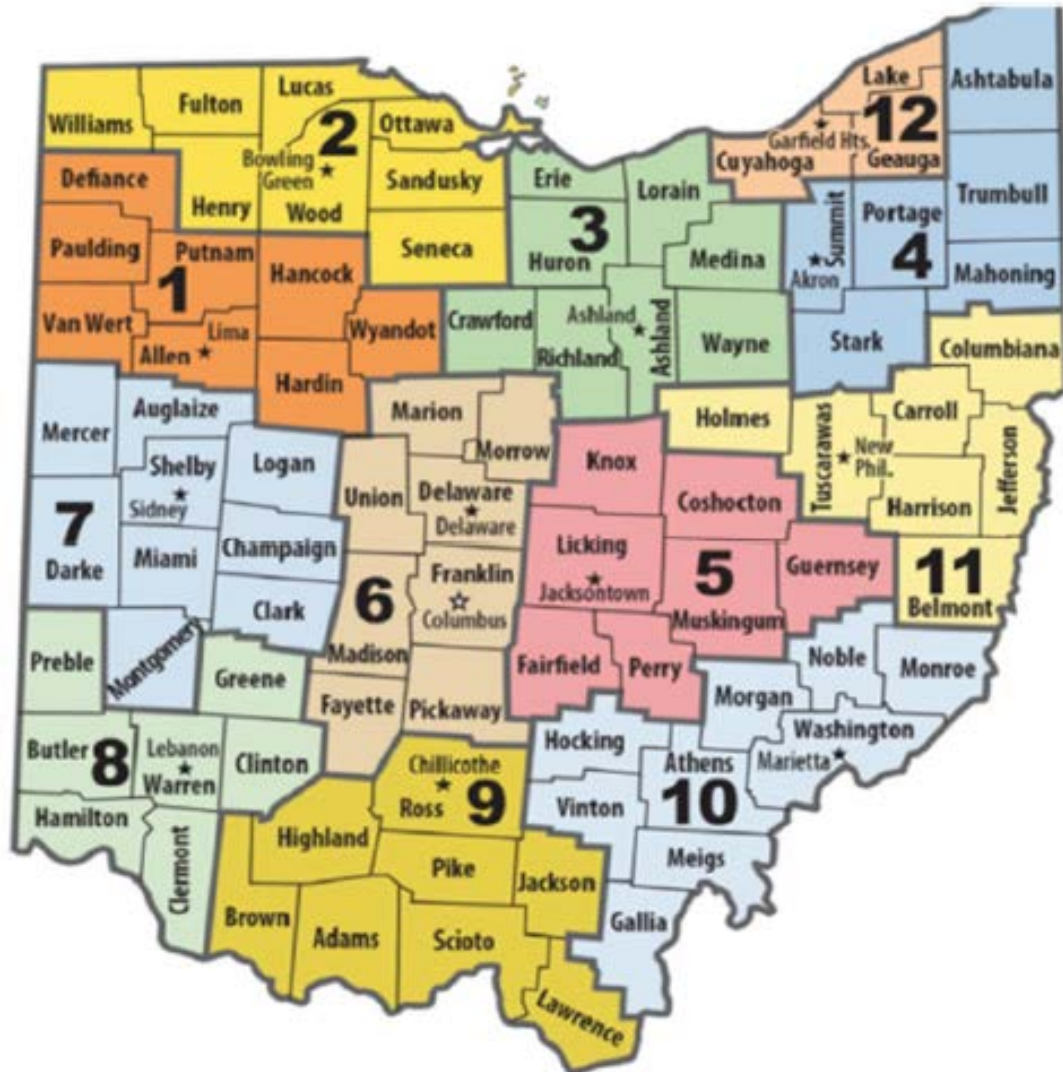 Williams
Fulton
Lucas
2
Ottawa
Bowling
Green
Henry
Wood
Sandusky
Seneca
Defiance
Paulding
Putnam
1
Hancock
Van Wert
Lima
Allen
Wyandot
Hardin
Erie
Lorain
3
Huron
Medina
Crawford
Ashland
Richland
Ashland
Wayne
Lake
12
Garfield Hts.
Cuyahoga
Geauga
Ashtabula
Trumbull
Summit
Portage
4
Akron
Mahoning
Stark
Columbiana
Mercer
Auglaize
Shelby
Sidney
Logan
7
Darke
Miami
Champaign
Clark
Montgomery
Marion
Morrow
Union
Delaware
Delaware
6
Franklin
Columbus
Madison
Fayette
Pickaway
Knox
Coshocton
Licking
Jacksontown
5
Guernsey
Muskingum
Fairfield
Perry
Holmes
Tuscarawas
New
Phil.
Carroll
Harrison
Jefferson
11
Belmont
Preble
Greene
Butler
8
Lebanon
Warren
Clinton
Hamilton
Clermont
Chillicothe
Ross
9
Highland
Pike
Jackson
Brown
Adams
Scioto
Lawrence
Noble
Monroe
Morgan
Washington
Marietta
Hocking
Athens
10
Vinton
Meigs
Gallia